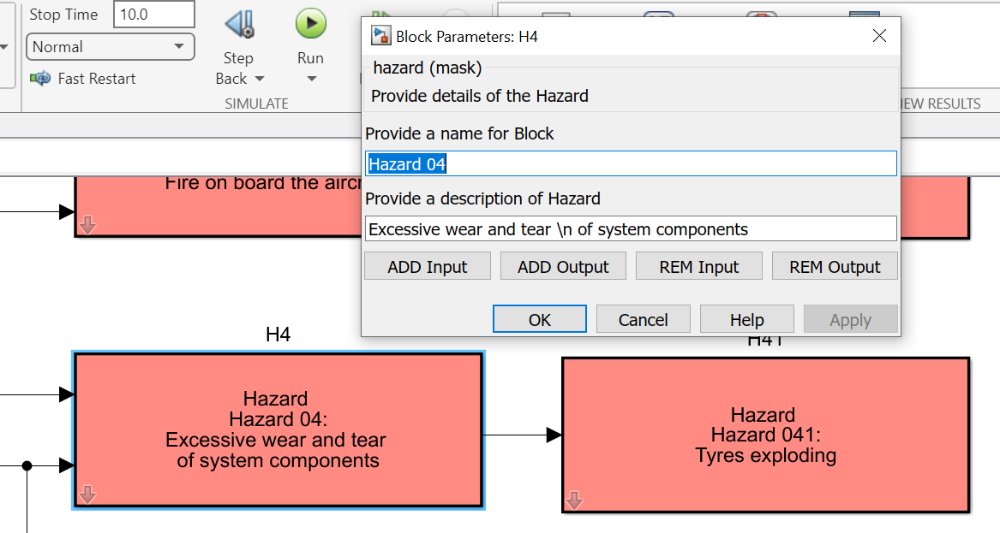 Stop Time 10.0
Normal
Fast Restart
Step
Back
Run
SIMULATE
Block Parameters: H4
hazard (mask)
Provide details of the Hazard
Provide a name for Block
Hazard 04
Provide a description of Hazard
Excessive wear and tear \n of system components
ADD Input ADD Output REM Input REM Output
OK Cancel Help Apply
RESULTS
Fire on board the
H4
Hazard
Hazard 04:
Excessive wear and tear
of system components
H41
Hazard
Hazard 041:
Tyres exploding